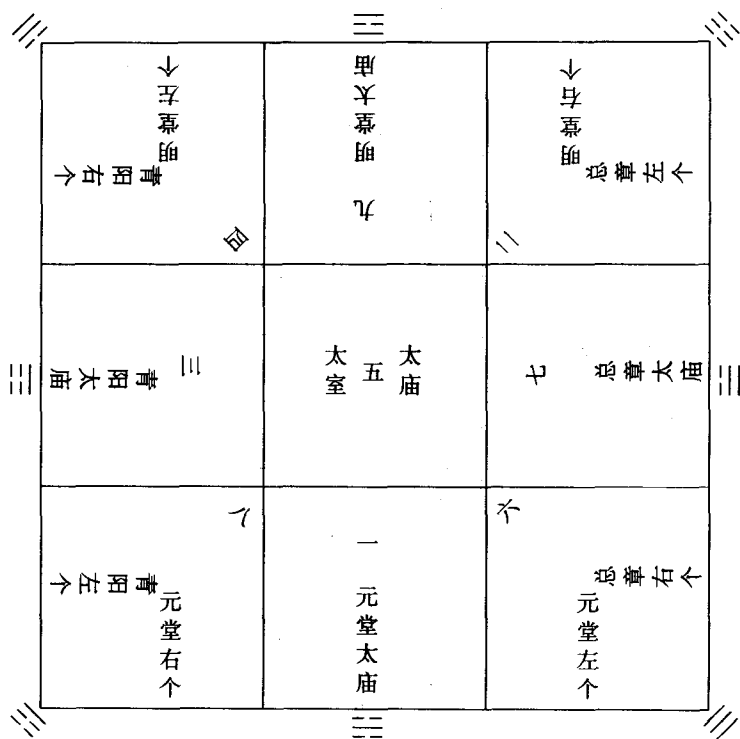 明堂左个
青阳右个
四
明堂太庙 九
明堂右个
总章左个
二
青阳太庙
三
太室
五
太庙
七
总章太庙
八
青阳左个
元堂右个
一 元堂太庙
六
总章右个
元堂左个